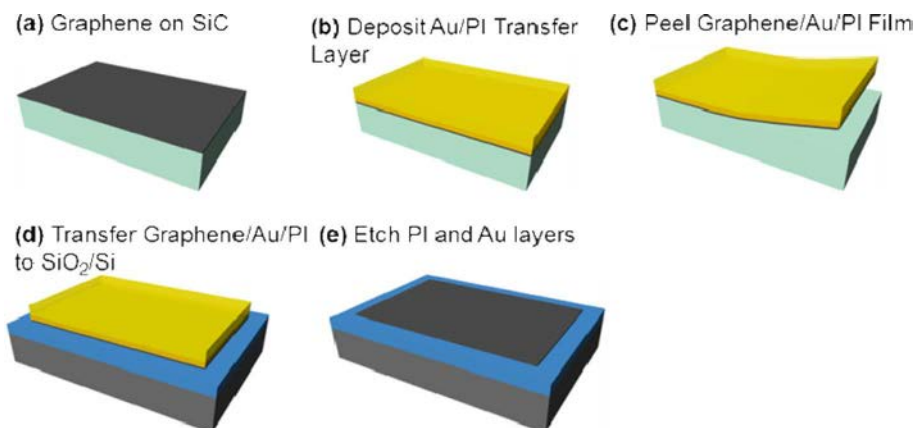 (a) Graphene on SiC
(b) Deposit Au/PI Transfer
Layer
(c) Peel Graphene/Au/PI Film
(d) Transfer Graphene/Au/PI
to SiO₂/Si
(e) Etch PI and Au layers